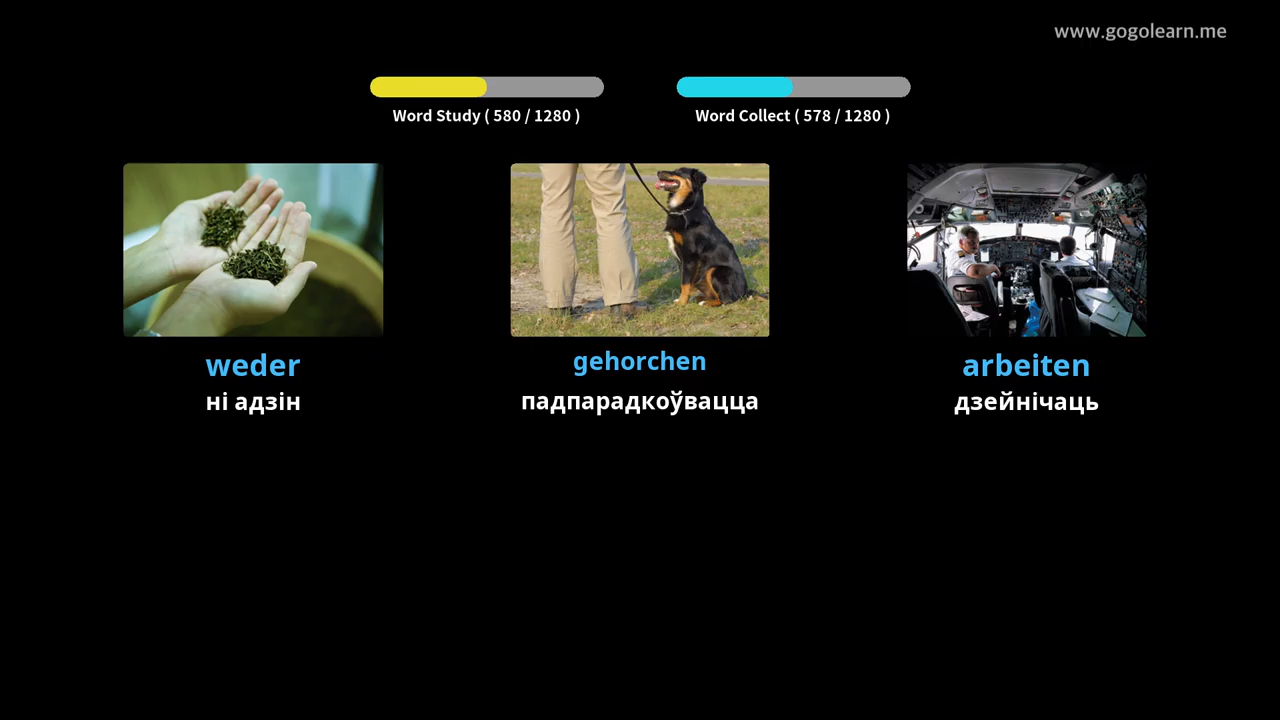 www.gogolearn.me
Word Study ( 580 / 1280 )
Word Collect ( 578 / 1280 )
weder
gehorchen
arbeiten
ні адзін
падпарадкоўвацца
дзейнічаць